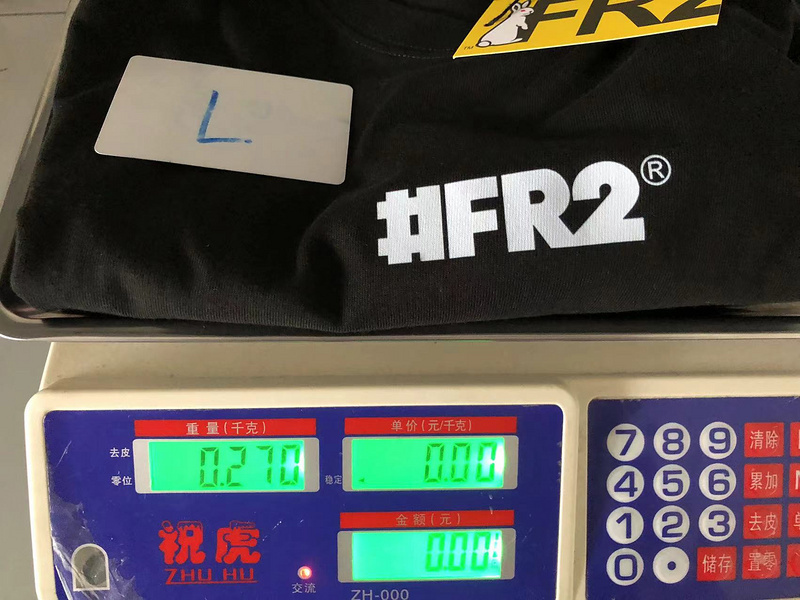 #FR2
TM
L.
#FR2®
重量(千克)
单价(元/千克)
去皮
零位
0.270
稳定
0.00
金额(元)
0.00
祝虎
ZHU HU
交流
ZH-000
7 8 9 清除
4 5 6 累加
1 2 3 去皮
0 . 储存 置零